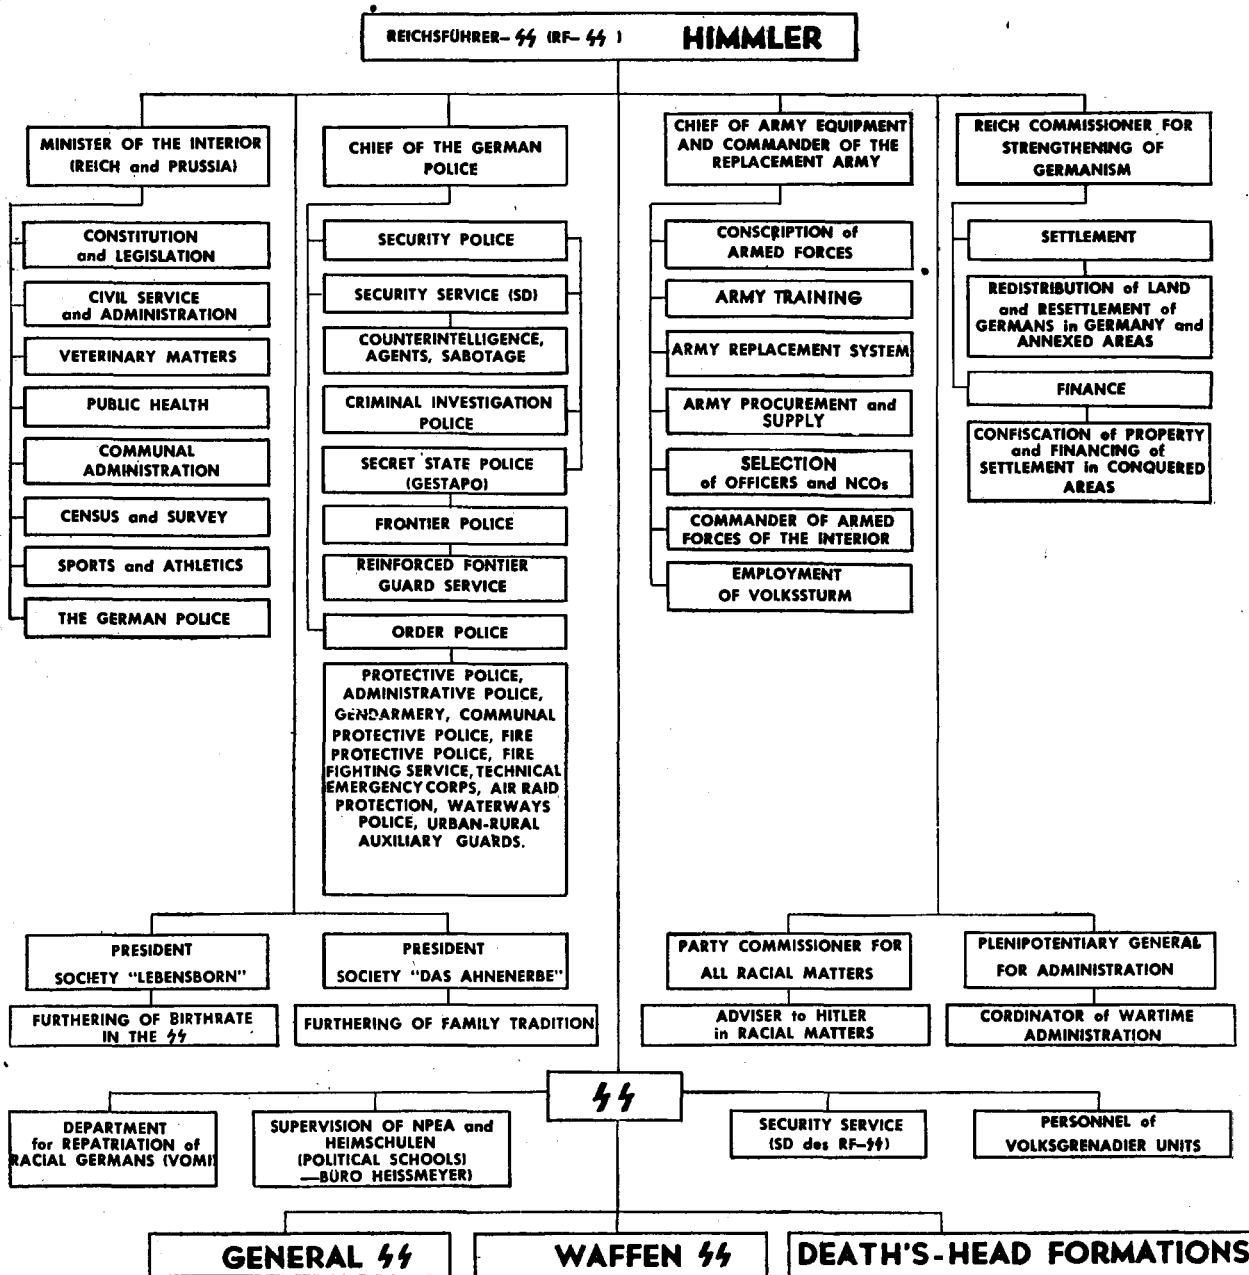 REICHSFÜHRER–SS (RF–SS) HIMMLER
MINISTER OF THE INTERIOR
(REICH and PRUSSIA)
CONSTITUTION
and LEGISLATION
CIVIL SERVICE
and ADMINISTRATION
VETERINARY MATTERS
PUBLIC HEALTH
COMMUNAL
ADMINISTRATION
CENSUS and SURVEY
SPORTS and ATHLETICS
THE GERMAN POLICE
CHIEF OF THE GERMAN
POLICE
SECURITY POLICE
SECURITY SERVICE (SD)
COUNTERINTELLIGENCE,
AGENTS, SABOTAGE
CRIMINAL INVESTIGATION
POLICE
SECRET STATE POLICE
(GESTAPO)
FRONTIER POLICE
REINFORCED FONTIER
GUARD SERVICE
ORDER POLICE
PROTECTIVE POLICE,
ADMINISTRATIVE POLICE,
GENDARMERY, COMMUNAL
PROTECTIVE POLICE, FIRE
PROTECTIVE POLICE, FIRE
FIGHTING SERVICE, TECHNICAL
EMERGENCY CORPS, AIR RAID
PROTECTION, WATERWAYS
POLICE, URBAN-RURAL
AUXILIARY GUARDS.
CHIEF OF ARMY EQUIPMENT
AND COMMANDER OF THE
REPLACEMENT ARMY
CONSCRIPTION of
ARMED FORCES
ARMY TRAINING
ARMY REPLACEMENT SYSTEM
ARMY PROCUREMENT and
SUPPLY
SELECTION
of OFFICERS and NCOs
COMMANDER OF ARMED
FORCES OF THE INTERIOR
EMPLOYMENT
OF VOLKSSTURM
REICH COMMISSIONER FOR
STRENGTHENING OF
GERMANISM
SETTLEMENT
REDISTRIBUTION of LAND
and RESETTLEMENT of
GERMANS in GERMANY and
ANNEXED AREAS
FINANCE
CONFISCATION of PROPERTY
and FINANCING of
SETTLEMENT in CONQUERED
AREAS
PRESIDENT
SOCIETY "LEBENSBORN"
FURTHERING OF BIRTHRATE
IN THE SS
PRESIDENT
SOCIETY "DAS AHNENERBE"
FURTHERING OF FAMILY TRADITION
PARTY COMMISSIONER FOR
ALL RACIAL MATTERS
ADVISER to HITLER
in RACIAL MATTERS
PLENIPOTENTIARY GENERAL
FOR ADMINISTRATION
CORDINATOR of WARTIME
ADMINISTRATION
SS
DEPARTMENT
for REPATRIATION of
RACIAL GERMANS (VOMI)
SUPERVISION OF NPEA and
HEIMSCHULEN
(POLITICAL SCHOOLS)
—BÜRO HEISSMEYER)
SECURITY SERVICE
(SD des RF–SS)
PERSONNEL of
VOLKSGRENADIER UNITS
GENERAL SS
WAFFEN SS
DEATH'S-HEAD FORMATIONS